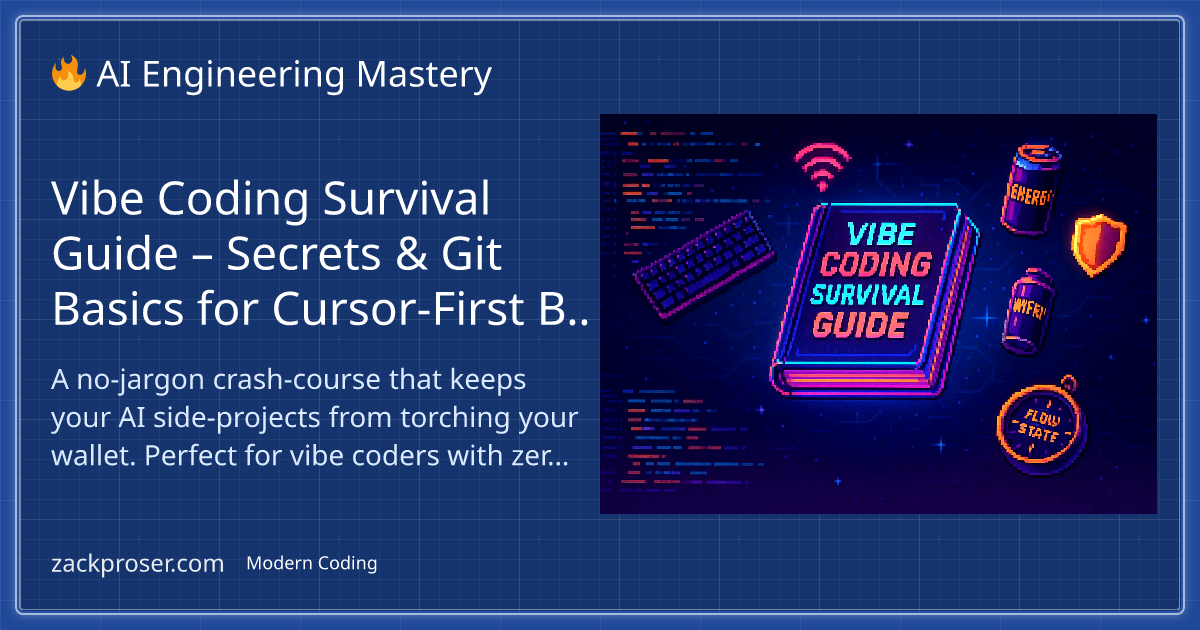 🔥 AI Engineering Mastery
Vibe Coding Survival
Guide – Secrets & Git
Basics for Cursor-First B..
A no-jargon crash-course that keeps
your AI side-projects from torching your
wallet. Perfect for vibe coders with zer...
VIBE
CODING
SURVIVAL
GUIDE
ENERGY
FLOW
STATE
zackproser.com Modern Coding